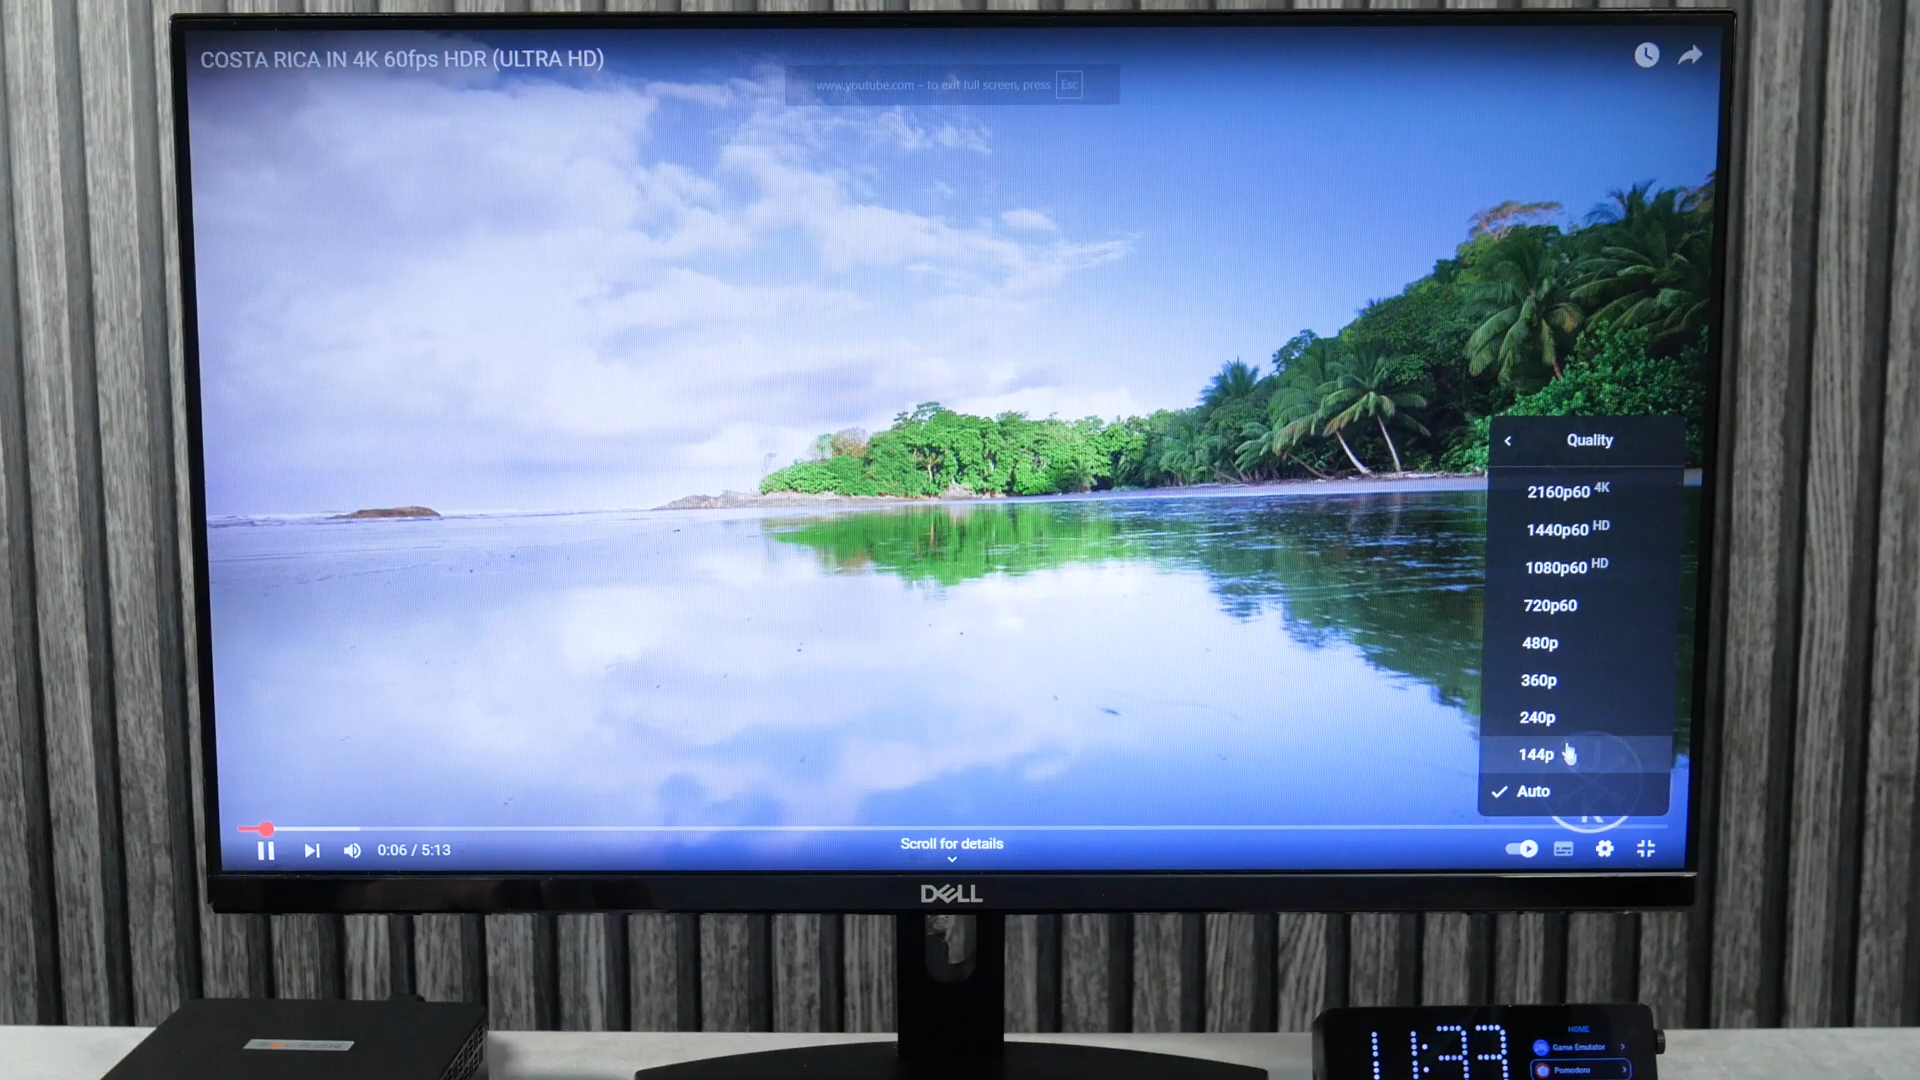 COSTA RICA IN 4K 60fps HDR (ULTRA HD)
www.youtube.com – to exit full screen, press Esc
Quality
2160p60 4K
1440p60 HD
1080p60 HD
720p60
480p
360p
240p
144p
Auto
0:06 / 5:13
Scroll for details
DELL
HOME
Game Emulator
Pomodoro